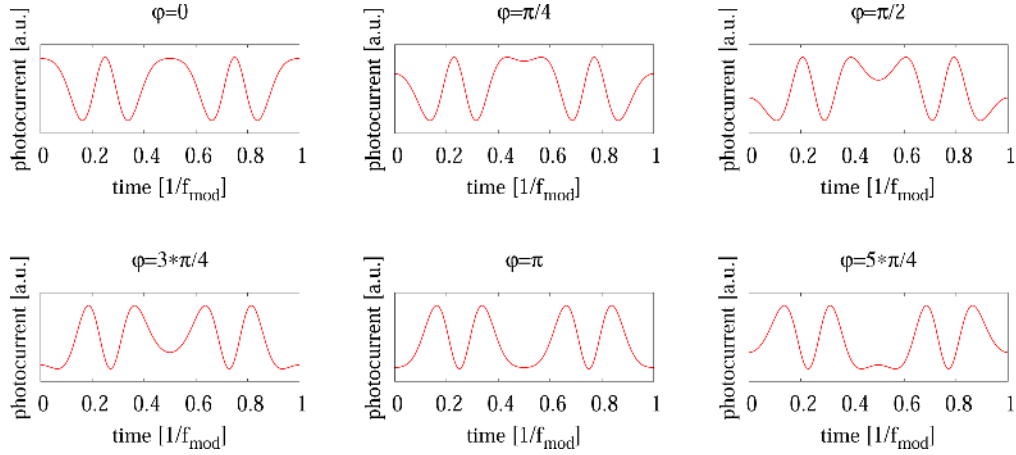 φ=0
photocurrent [a.u.]
0 0.2 0.4 0.6 0.8 1
time [1/f_mod]
φ=π/4
photocurrent [a.u.]
0 0.2 0.4 0.6 0.8 1
time [1/f_mod]
φ=π/2
photocurrent [a.u.]
0 0.2 0.4 0.6 0.8 1
time [1/f_mod]
φ=3*π/4
photocurrent [a.u.]
0 0.2 0.4 0.6 0.8 1
time [1/f_mod]
φ=π
photocurrent [a.u.]
0 0.2 0.4 0.6 0.8 1
time [1/f_mod]
φ=5*π/4
photocurrent [a.u.]
0 0.2 0.4 0.6 0.8 1
time [1/f_mod]